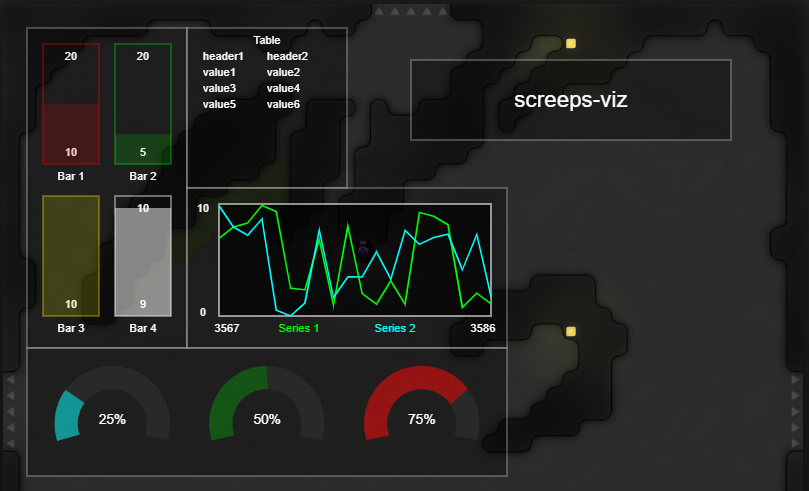 20 20
10 5
Bar 1 Bar 2
10
10 9
Bar 3 Bar 4
Table
header1 header2
value1 value2
value3 value4
value5 value6
screeps-viz
10
0
3567 Series 1 Series 2 3586
25% 50% 75%